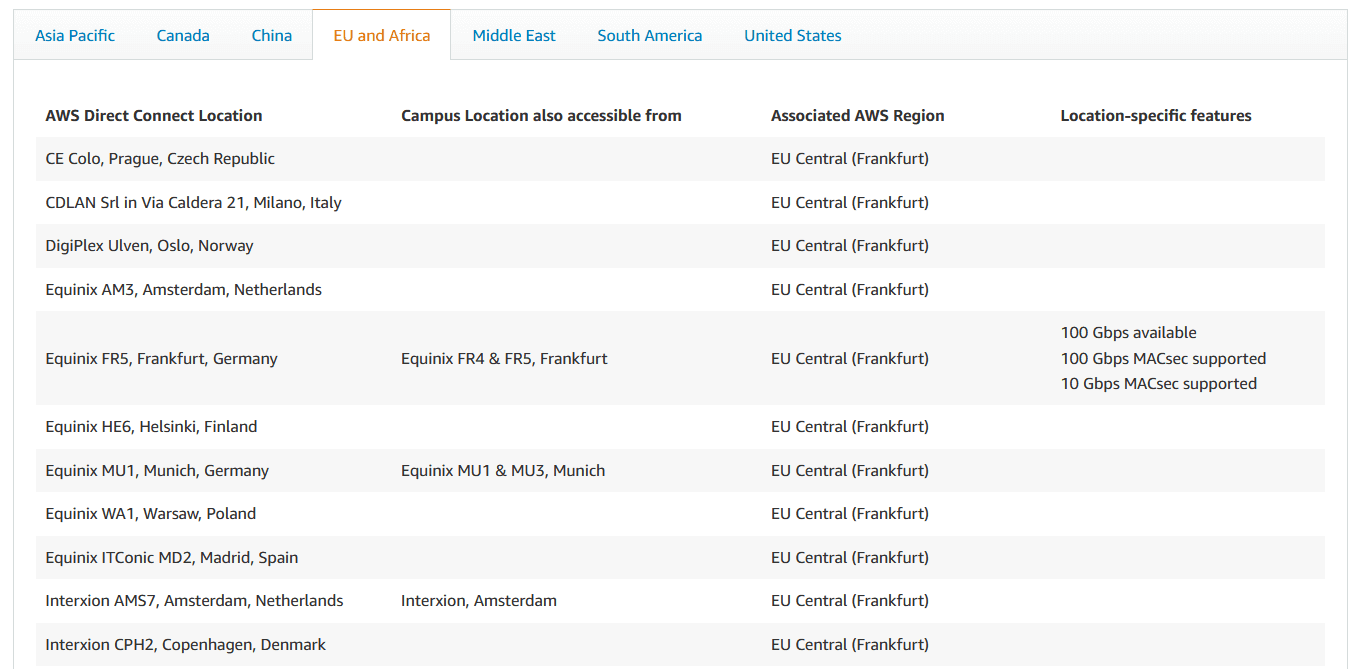 Asia Pacific Canada China EU and Africa Middle East South America United States
AWS Direct Connect Location Campus Location also accessible from Associated AWS Region Location-specific features
CE Colo, Prague, Czech Republic EU Central (Frankfurt)
CDLAN Srl in Via Caldera 21, Milano, Italy EU Central (Frankfurt)
DigiPlex Ulven, Oslo, Norway EU Central (Frankfurt)
Equinix AM3, Amsterdam, Netherlands EU Central (Frankfurt)
100 Gbps available
Equinix FR5, Frankfurt, Germany Equinix FR4 & FR5, Frankfurt EU Central (Frankfurt) 100 Gbps MACsec supported
10 Gbps MACsec supported
Equinix HE6, Helsinki, Finland EU Central (Frankfurt)
Equinix MU1, Munich, Germany Equinix MU1 & MU3, Munich EU Central (Frankfurt)
Equinix WA1, Warsaw, Poland EU Central (Frankfurt)
Equinix ITConic MD2, Madrid, Spain EU Central (Frankfurt)
Interxion AMS7, Amsterdam, Netherlands Interxion, Amsterdam EU Central (Frankfurt)
Interxion CPH2, Copenhagen, Denmark EU Central (Frankfurt)